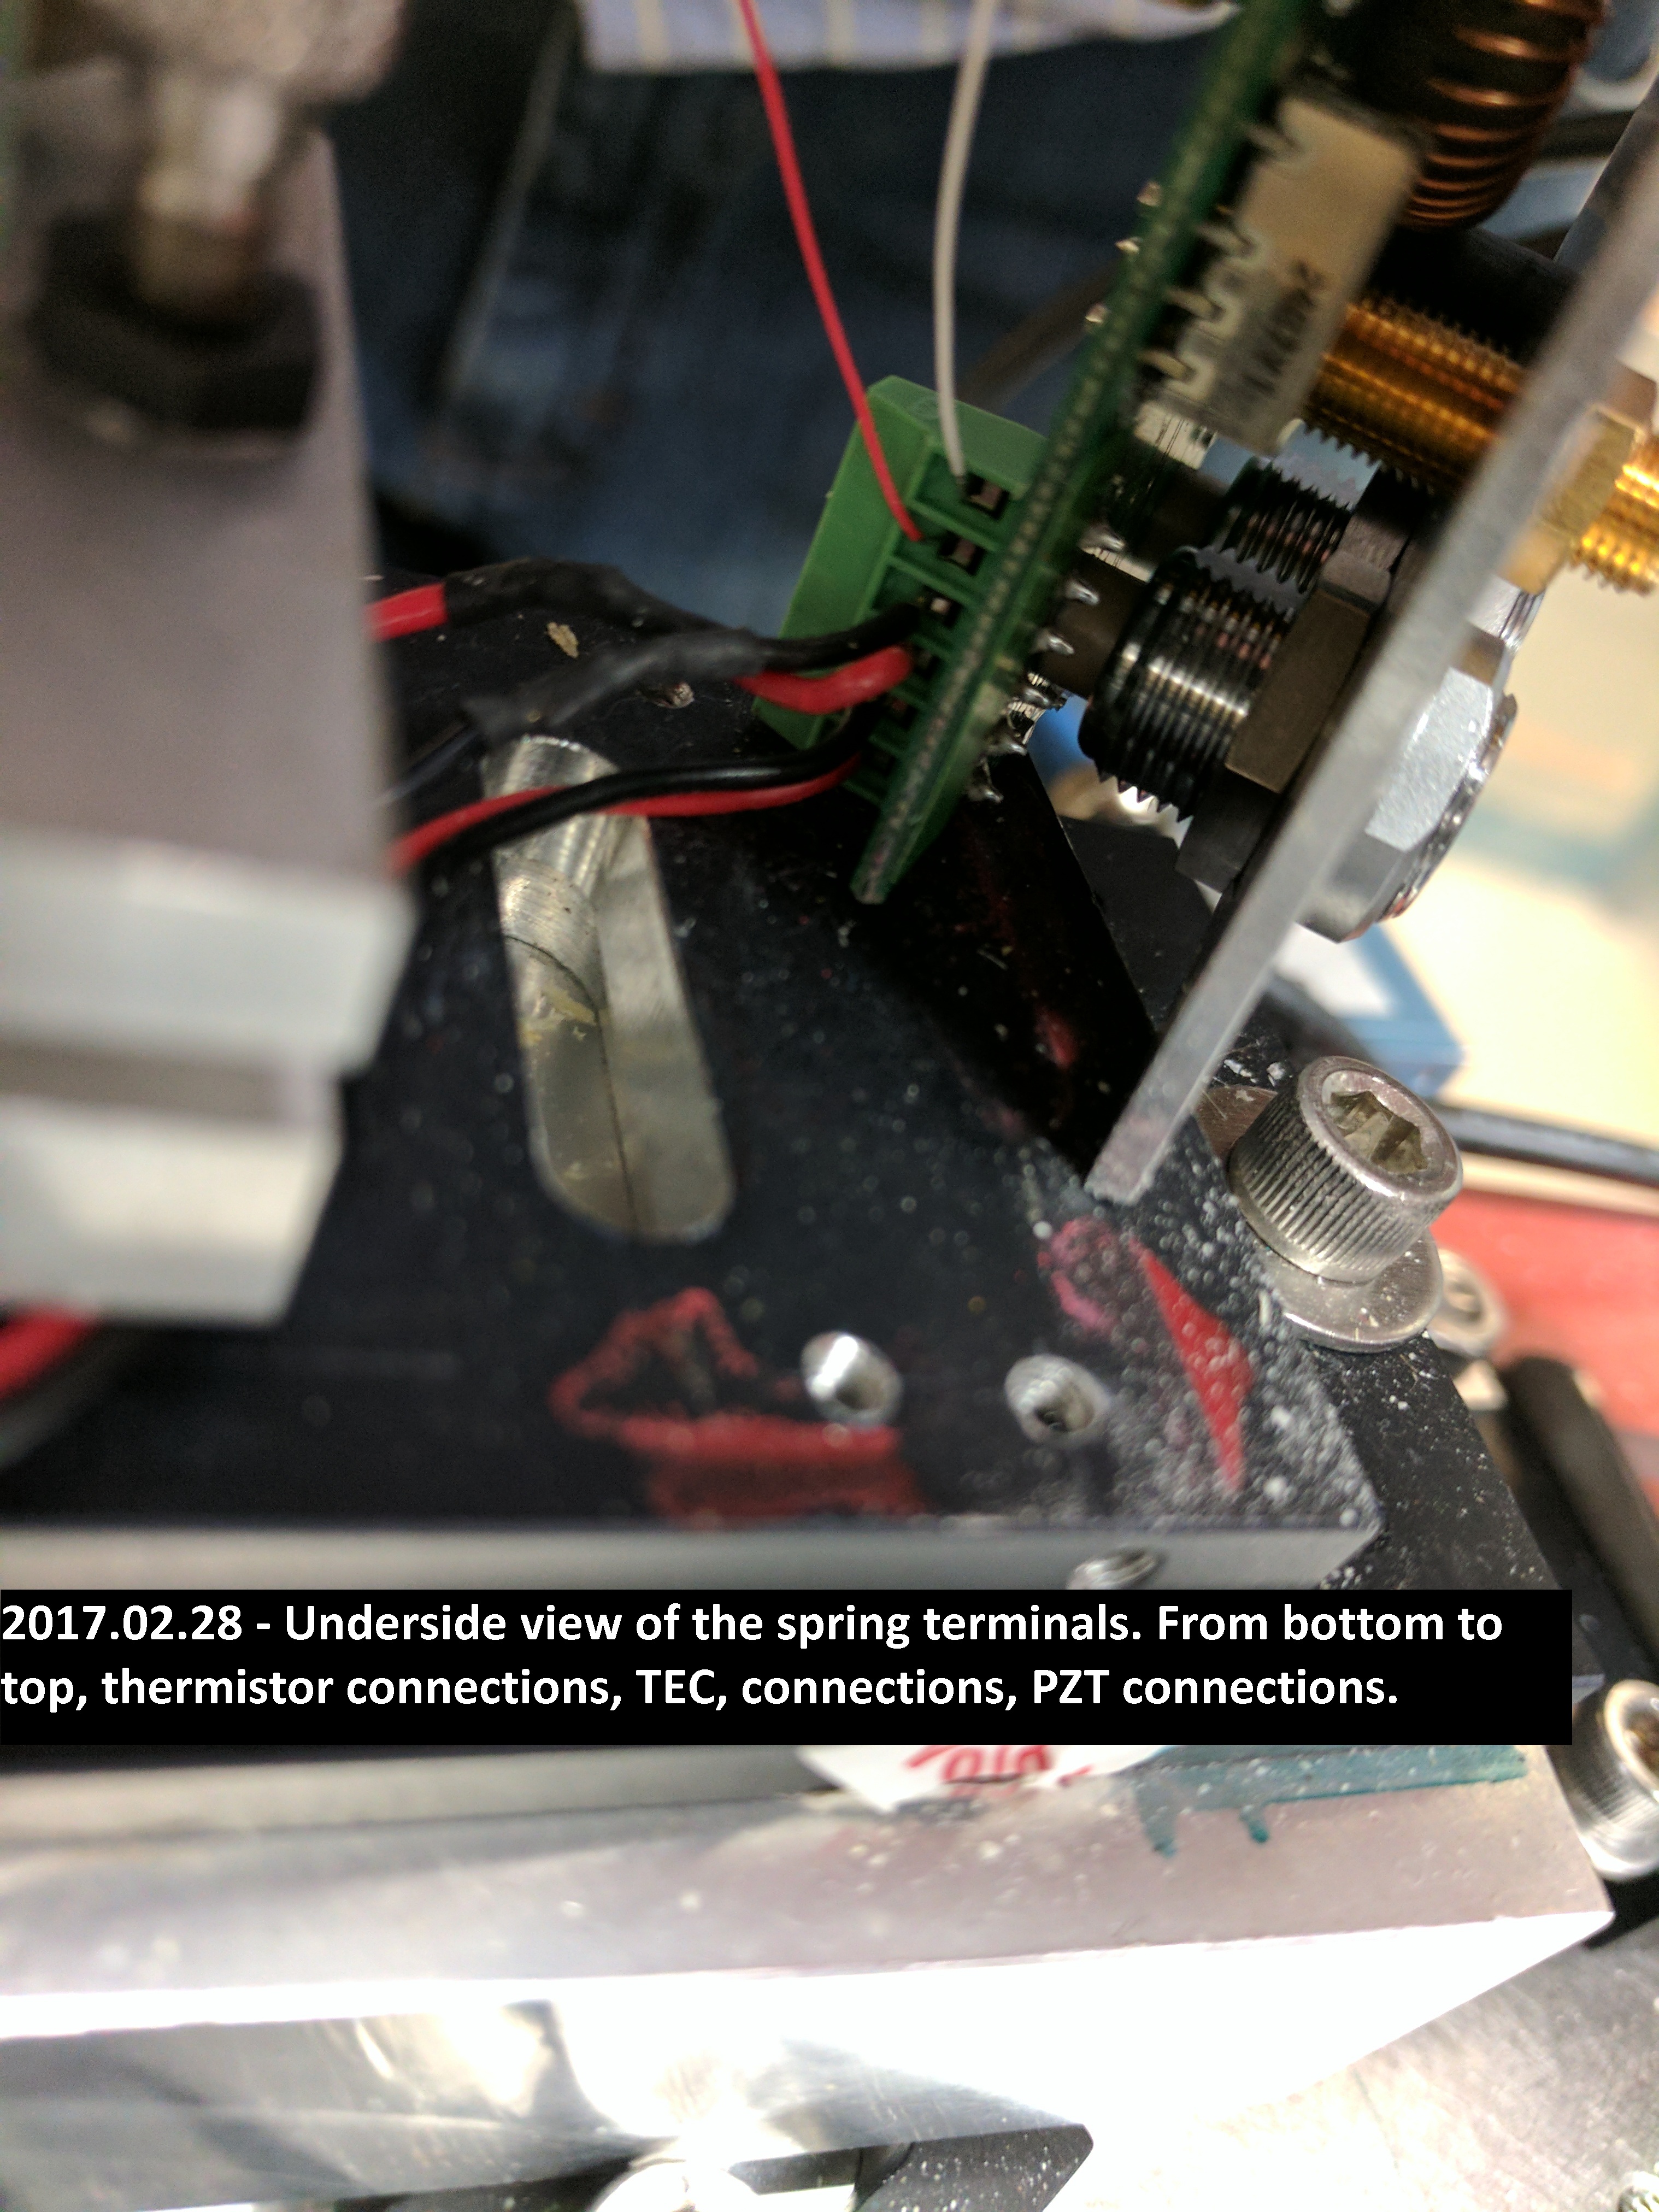 2017.02.28 - Underside view of the spring terminals. From bottom to
top, thermistor connections, TEC, connections, PZT connections.